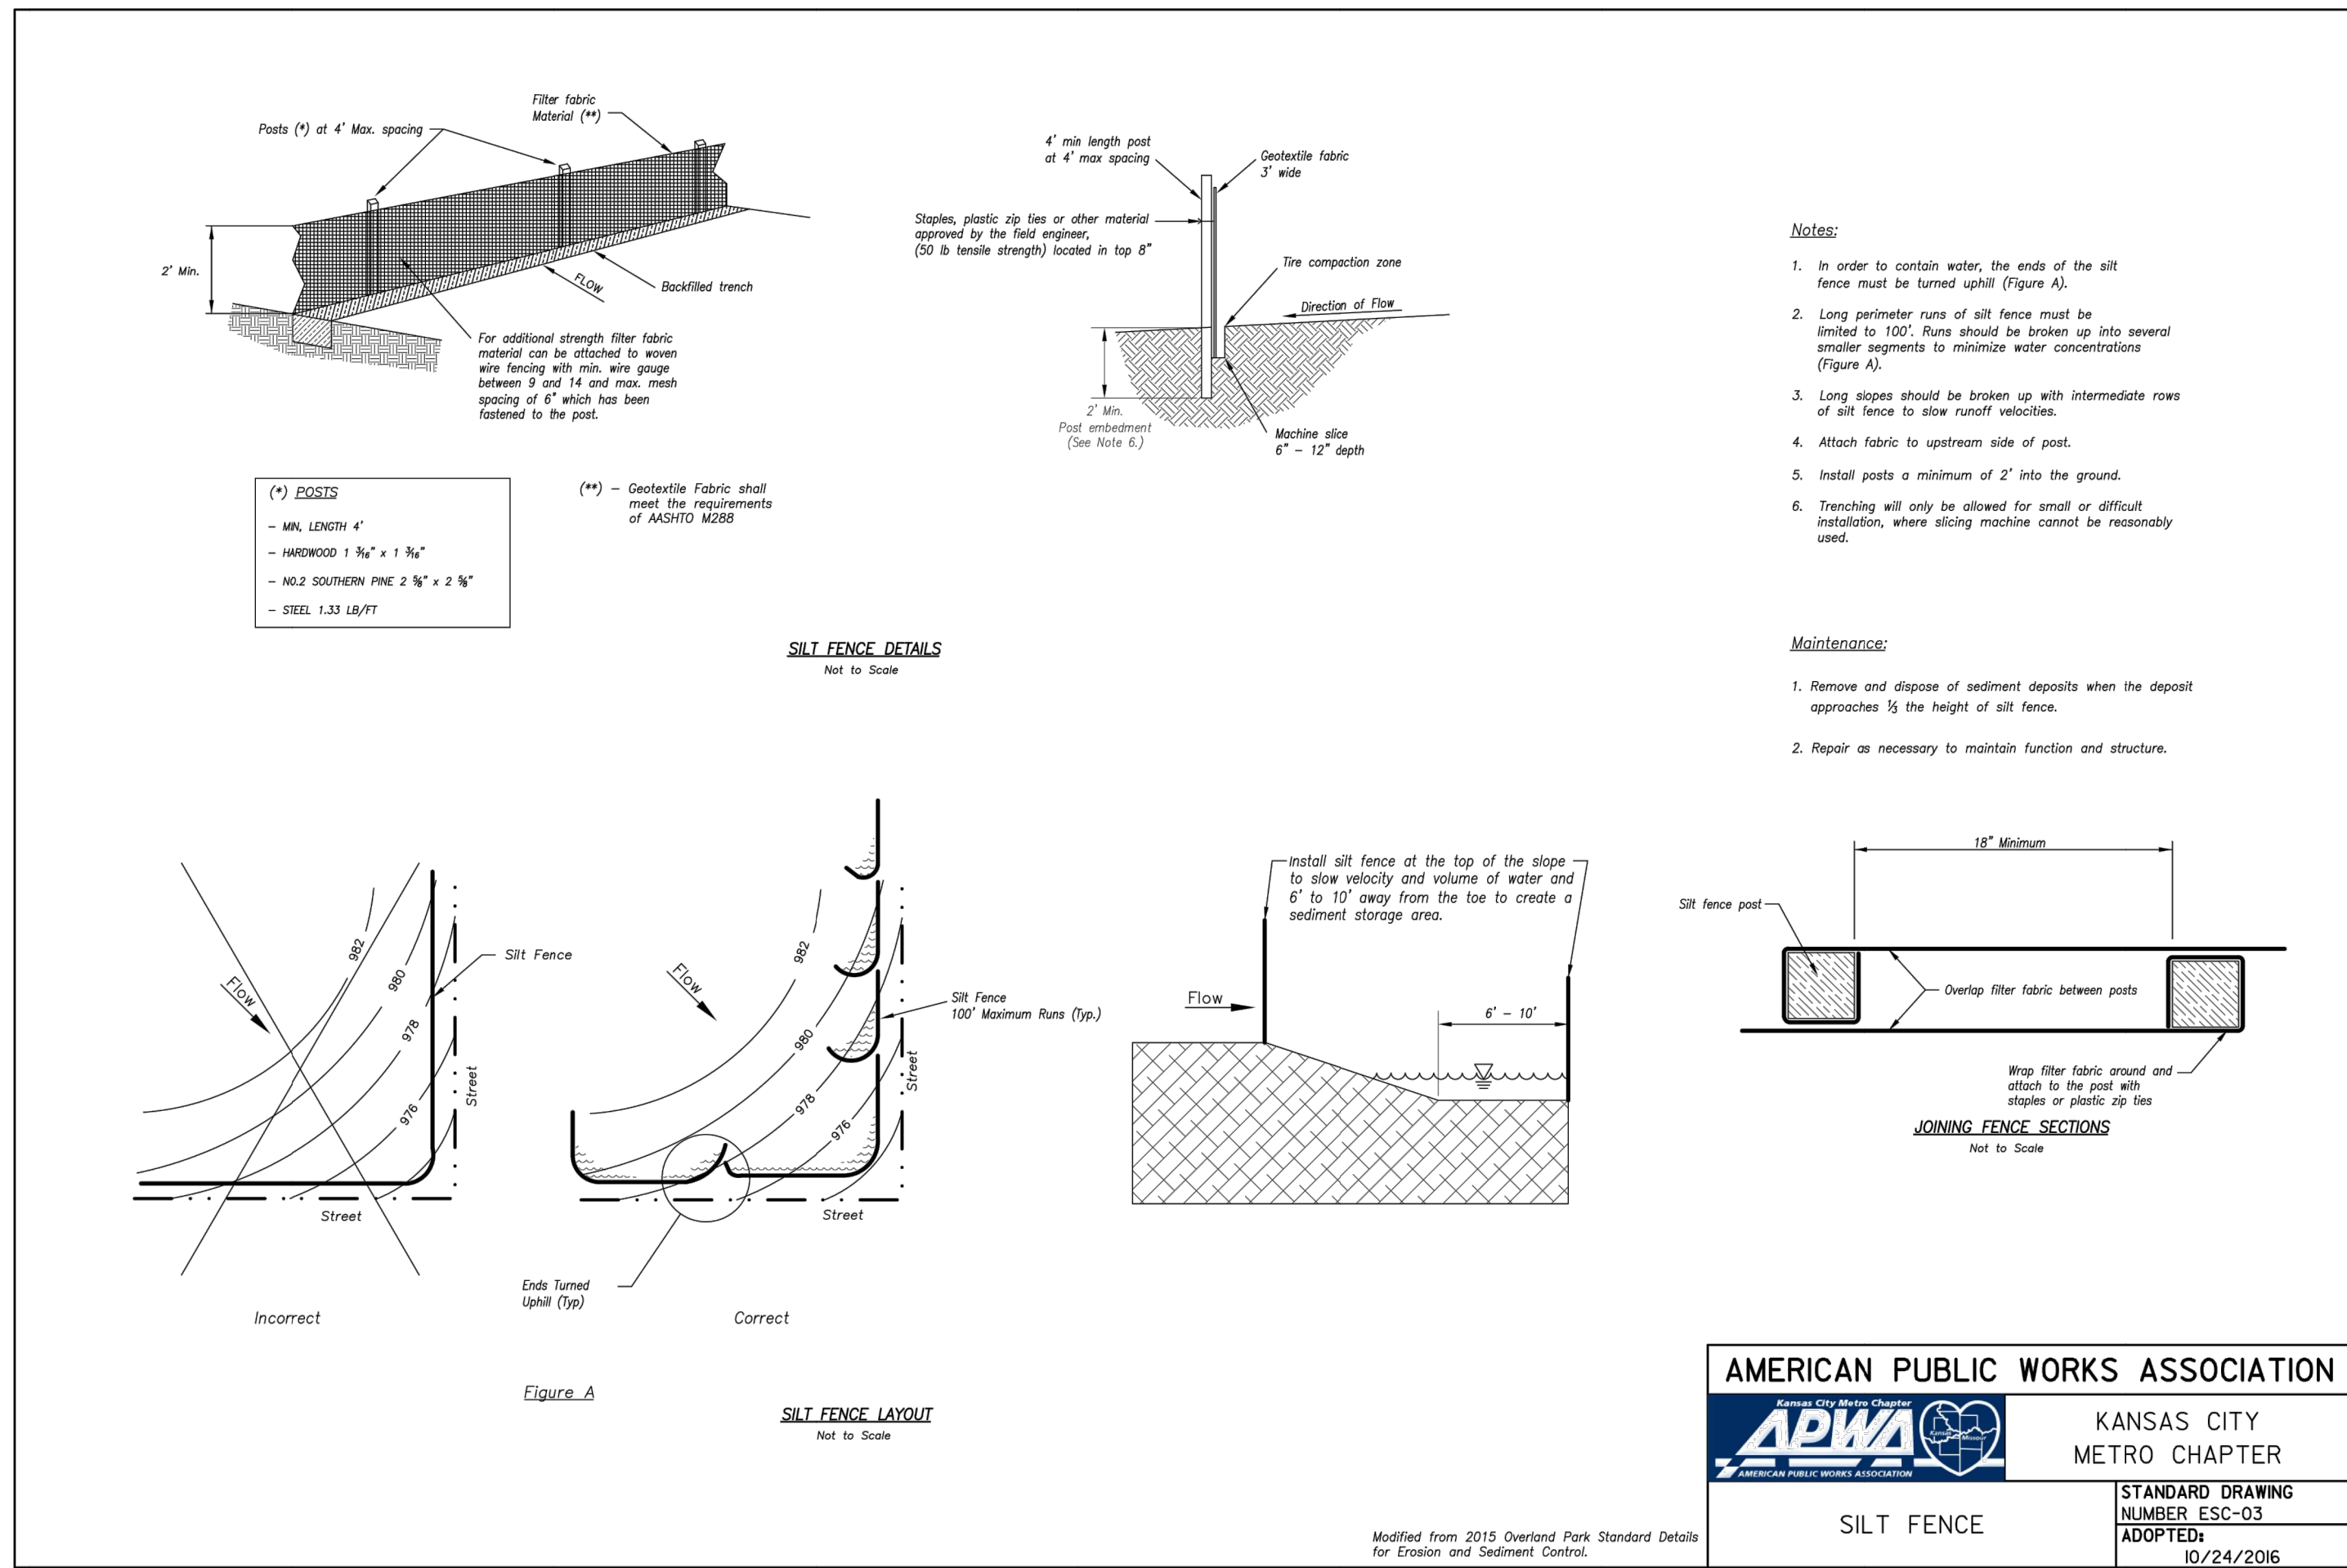 Filter fabric
Material (**)
Posts (*) at 4' Max. spacing
2' Min.
FLOW
Backfilled trench
For additional strength filter fabric
material can be attached to woven
wire fencing with min. wire gauge
between 9 and 14 and max. mesh
spacing of 6" which has been
fastened to the post.
4' min length post
at 4' max spacing
Geotextile fabric
3' wide
Staples, plastic zip ties or other material
approved by the field engineer,
(50 lb tensile strength) located in top 8"
Tire compaction zone
Direction of Flow
2' Min.
Post embedment
(See Note 6.)
Machine slice
6" – 12" depth
(*) POSTS
– MIN, LENGTH 4'
– HARDWOOD 1 3/16" x 1 3/16"
– NO.2 SOUTHERN PINE 2 5/8" x 2 5/8"
– STEEL 1.33 LB/FT
(**) – Geotextile Fabric shall
meet the requirements
of AASHTO M288
SILT FENCE DETAILS
Not to Scale
Notes:
1. In order to contain water, the ends of the silt
fence must be turned uphill (Figure A).
2. Long perimeter runs of silt fence must be
limited to 100'. Runs should be broken up into several
smaller segments to minimize water concentrations
(Figure A).
3. Long slopes should be broken up with intermediate rows
of silt fence to slow runoff velocities.
4. Attach fabric to upstream side of post.
5. Install posts a minimum of 2' into the ground.
6. Trenching will only be allowed for small or difficult
installation, where slicing machine cannot be reasonably
used.
Maintenance:
1. Remove and dispose of sediment deposits when the deposit
approaches 1/3 the height of silt fence.
2. Repair as necessary to maintain function and structure.
982
980
978
976
Flow
Silt Fence
Street
Street
Incorrect
982
980
978
976
Flow
Silt Fence
100' Maximum Runs (Typ.)
Street
Street
Ends Turned
Uphill (Typ)
Correct
Figure A
SILT FENCE LAYOUT
Not to Scale
Install silt fence at the top of the slope
to slow velocity and volume of water and
6' to 10' away from the toe to create a
sediment storage area.
Flow
6' – 10'
18" Minimum
Silt fence post
Overlap filter fabric between posts
Wrap filter fabric around and
attach to the post with
staples or plastic zip ties
JOINING FENCE SECTIONS
Not to Scale
Modified from 2015 Overland Park Standard Details
for Erosion and Sediment Control.
AMERICAN PUBLIC WORKS ASSOCIATION
Kansas City Metro Chapter
APWA
Kansas
Missouri
AMERICAN PUBLIC WORKS ASSOCIATION
KANSAS CITY
METRO CHAPTER
SILT FENCE
STANDARD DRAWING
NUMBER ESC-03
ADOPTED:
10/24/2016